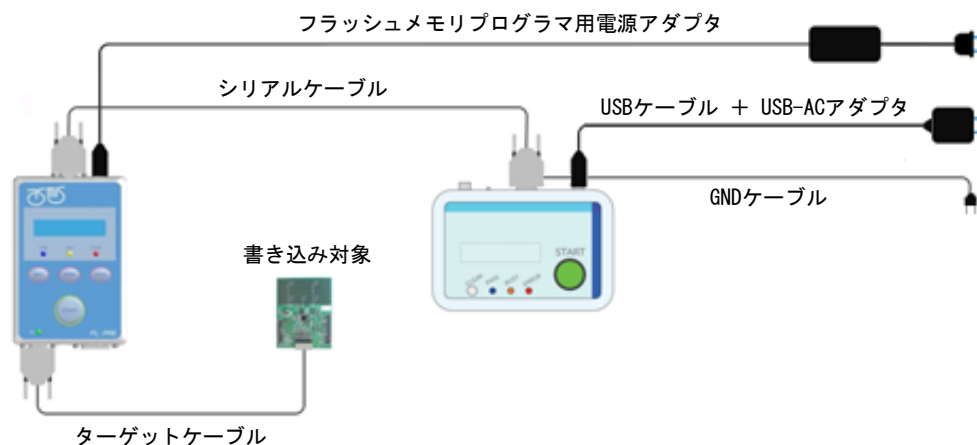 フラッシュメモリプログラマ用電源アダプタ
シリアルケーブル
USBケーブル ＋ USB-ACアダプタ
GNDケーブル
書き込み対象
START
ERROR
ターゲットケーブル